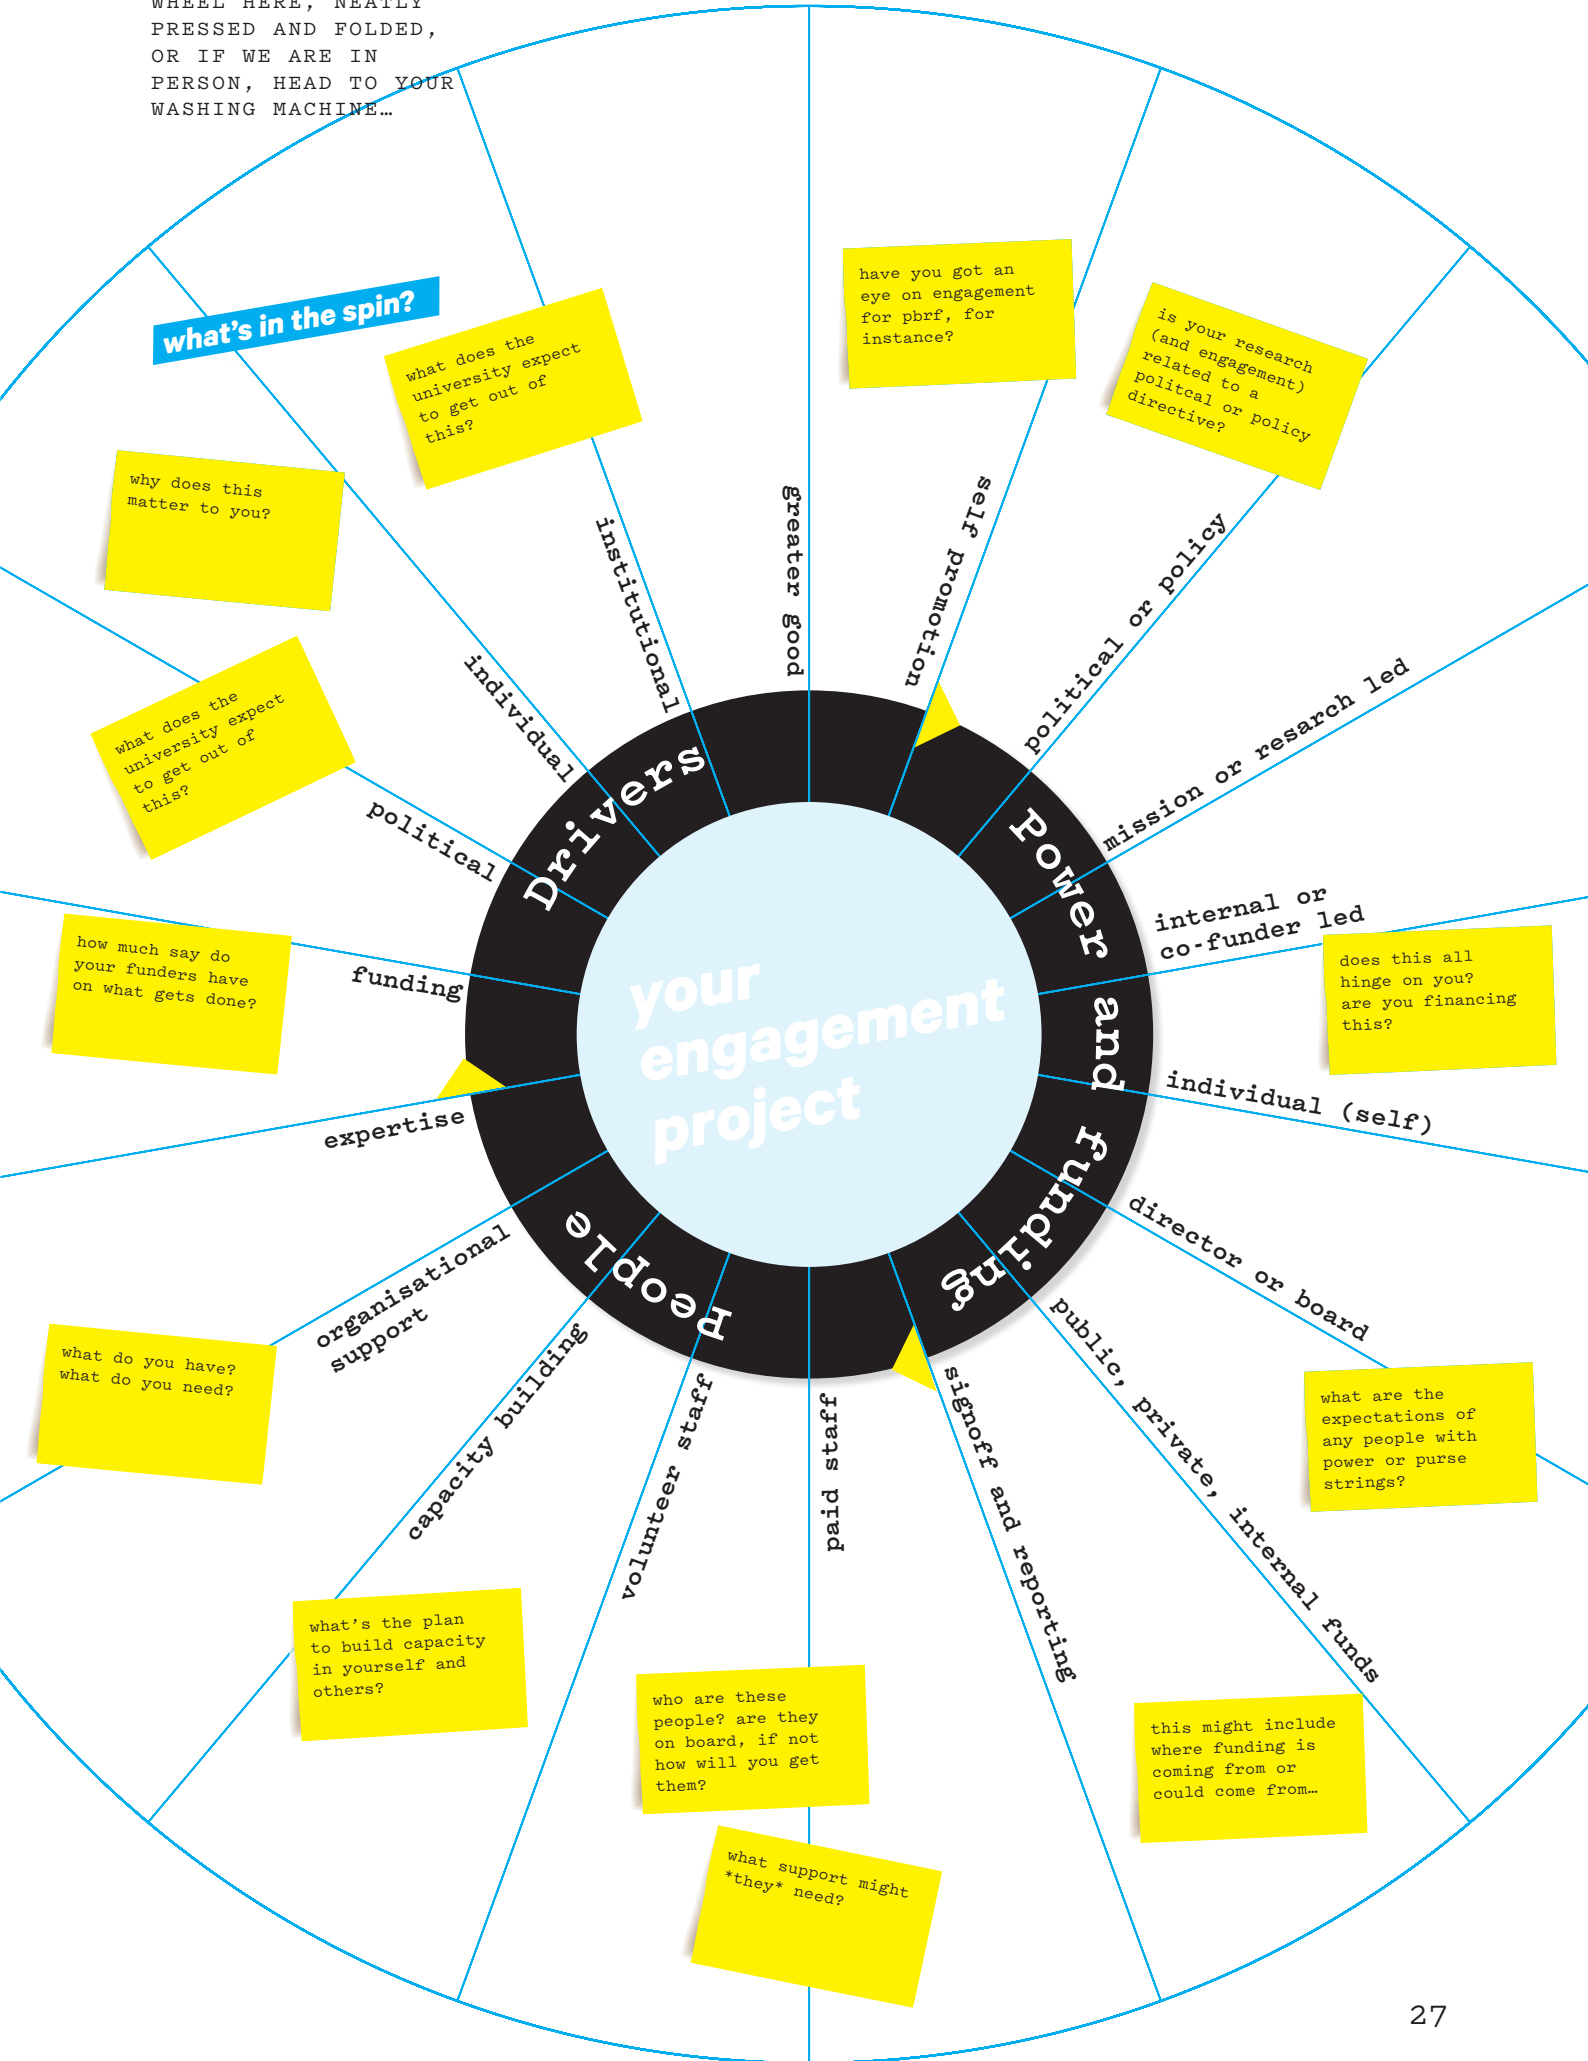 WHEEL HERE, NEATLY
PRESSED AND FOLDED,
OR IF WE ARE IN
PERSON, HEAD TO YOUR
WASHING MACHINE…
what's in the spin?
what does the
university expect
to get out of
this?
have you got an
eye on engagement
for pbrf, for
instance?
is your research
(and engagement)
related to a
politcal or policy
directive?
why does this
matter to you?
what does the
university expect
to get out of
this?
how much say do
your funders have
on what gets done?
does this all
hinge on you?
are you financing
this?
Drivers
funding
political
individual
institutional
greater good
self promotion
Power and funding
political or policy
mission or resarch led
internal or
co-funder led
individual (self)
director or board
public, private, internal funds
signoff and reporting
People
paid staff
volunteer staff
capacity building
organisational
support
expertise
your
engagement
project
what do you have?
what do you need?
what are the
expectations of
any people with
power or purse
strings?
what's the plan
to build capacity
in yourself and
others?
who are these
people? are they
on board, if not
how will you get
them?
this might include
where funding is
coming from or
could come from…
what support might
*they* need?
27